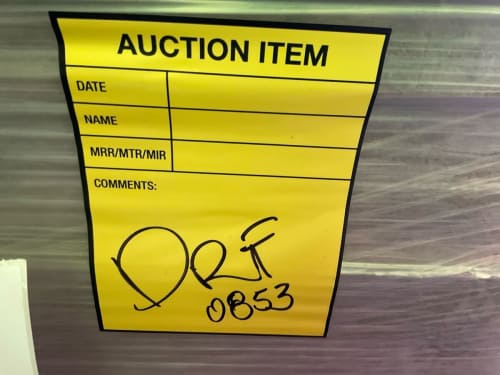 AUCTION ITEM
DATE
NAME
MRR/MTR/MIR
COMMENTS:
DRF
0853